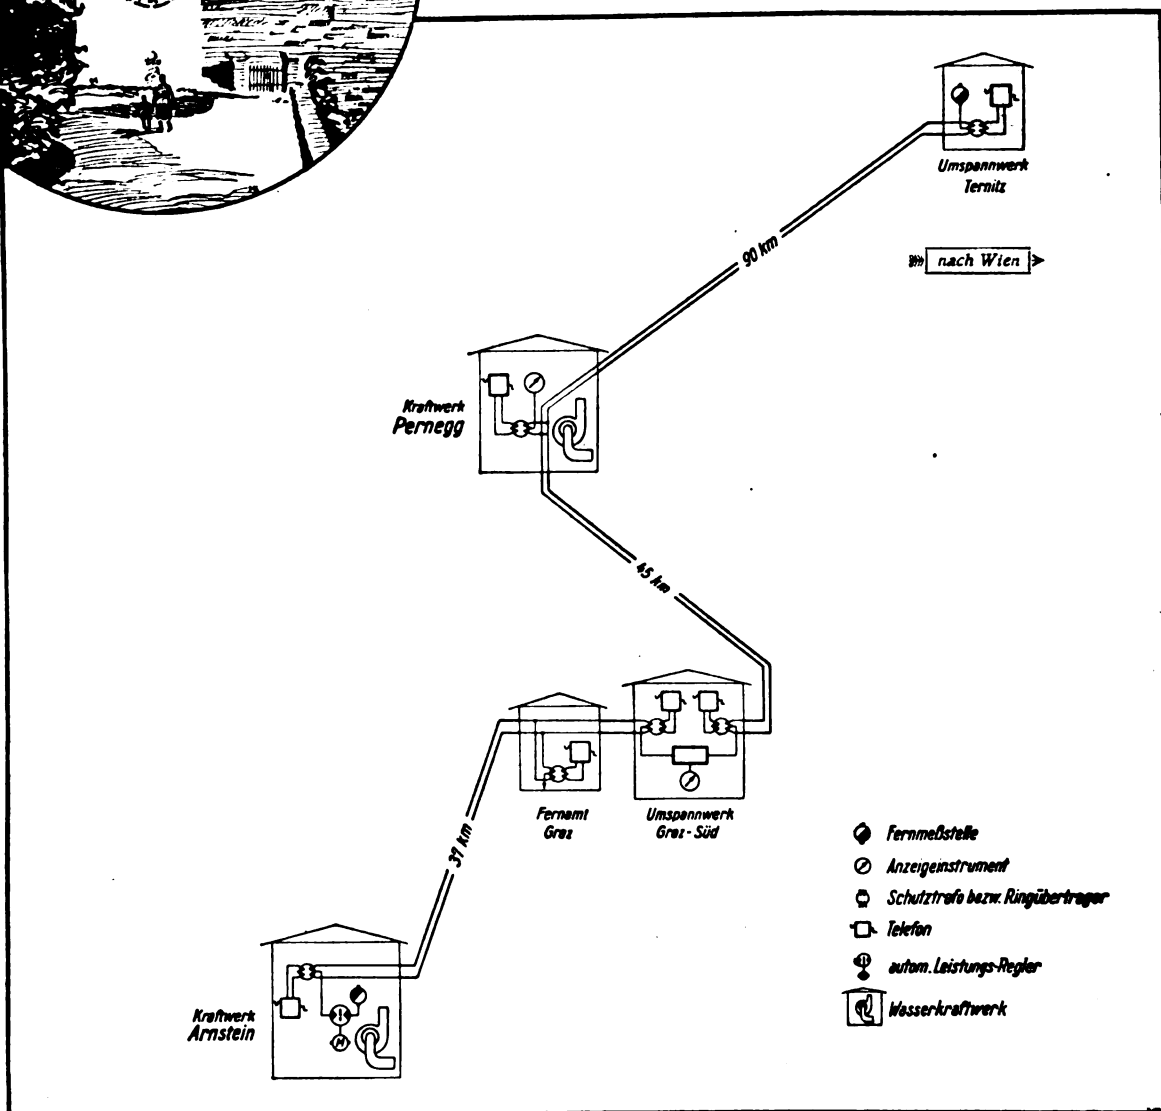 Umspannwerk
Ternitz
90 km
nach Wien
Kraftwerk
Pernegg
45 km
Fernamt
Graz
Umspannwerk
Graz-Süd
37 km
Kraftwerk
Arnstein
M
Fernmeßstelle
Anzeigeinstrument
Schutztrafo bezw. Ringübertrager
Telefon
autom. Leistungs-Regler
Wasserkraftwerk